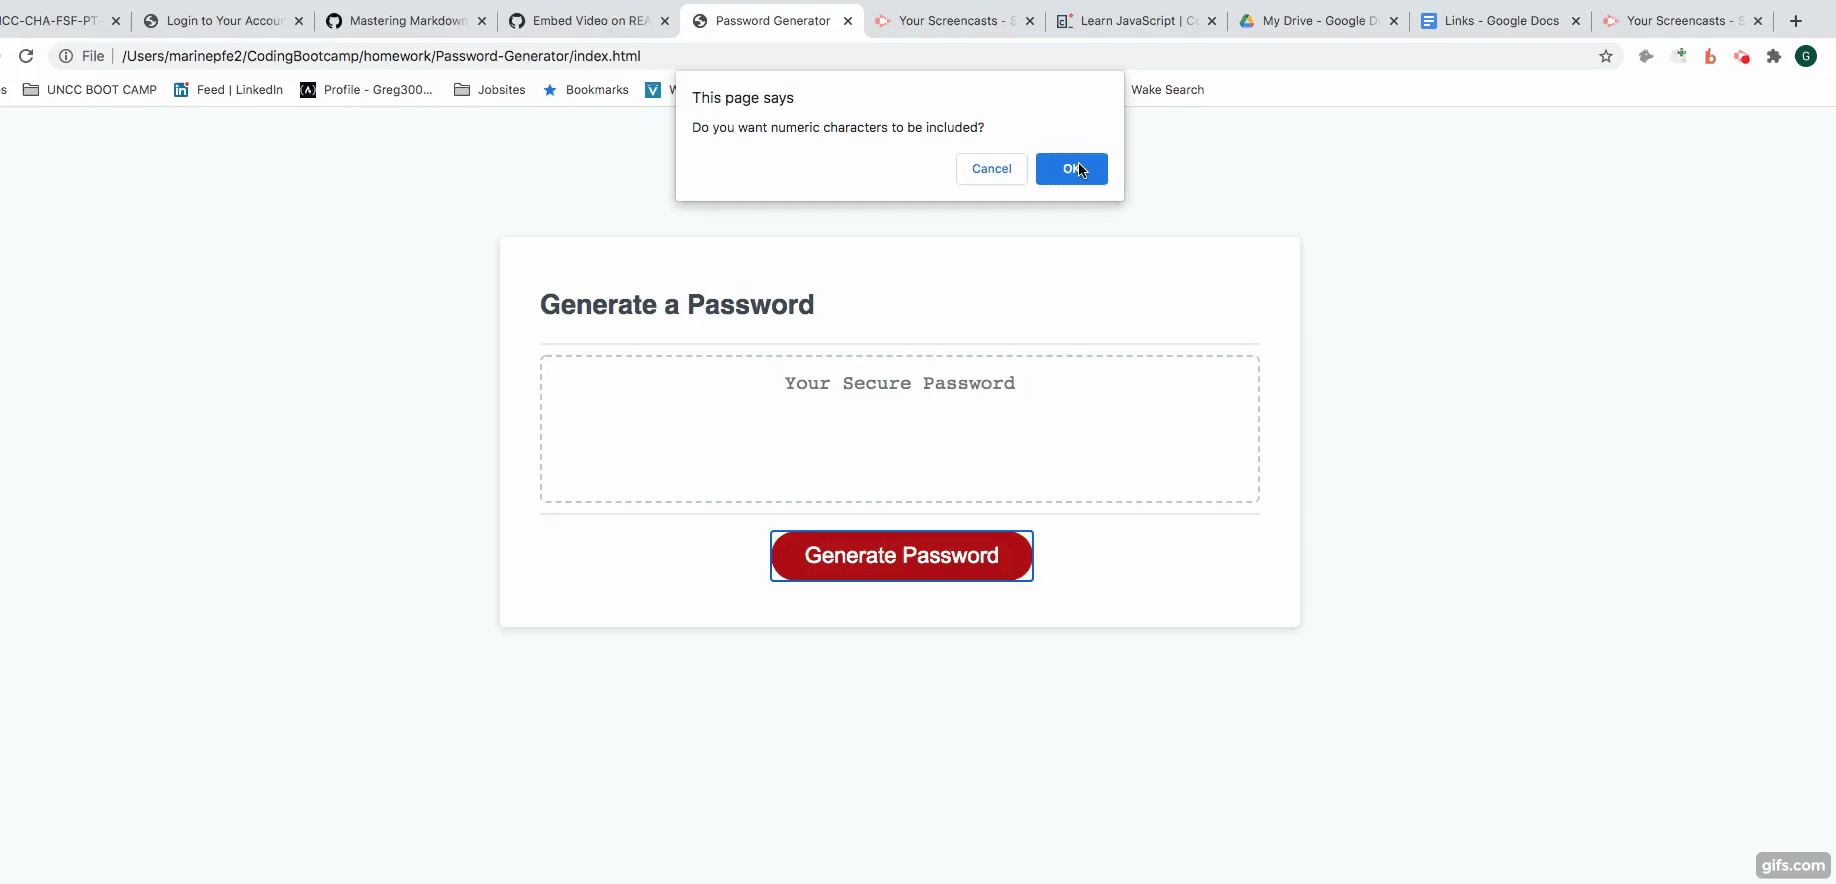 CC-CHA-FSF-PT-
Login to Your Accoun
Mastering Markdown
Embed Video on REA
Password Generator
Your Screencasts - S
Learn JavaScript | Co
My Drive - Google D
Links - Google Docs
Your Screencasts - S
File
/Users/marinepfe2/CodingBootcamp/homework/Password-Generator/index.html
G
s
UNCC BOOT CAMP
Feed | LinkedIn
Profile - Greg300...
Jobsites
Bookmarks
W
Wake Search
This page says
Do you want numeric characters to be included?
Cancel
OK
Generate a Password
Your Secure Password
Generate Password
gifs.com